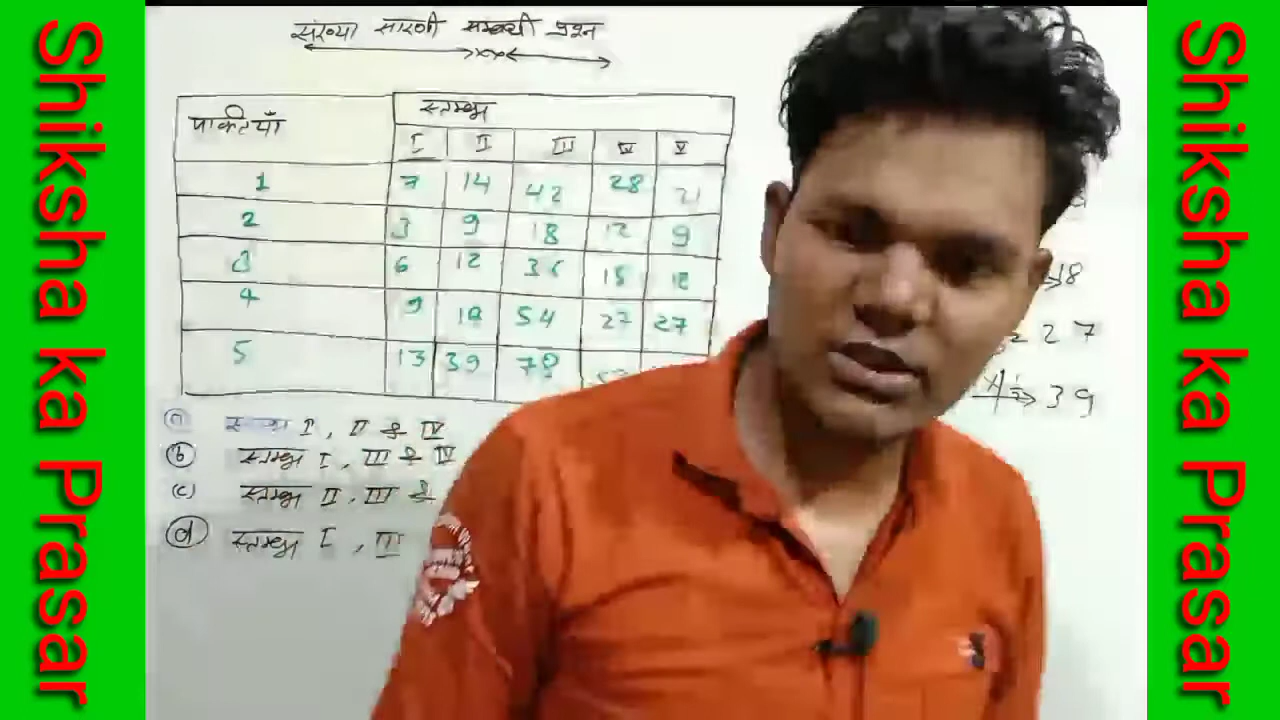 Shiksha ka Prasar
संख्या सारणी सम्बन्धी प्रश्न
पंक्तियाँ स्तम्भ
I II III IV V
1 7 14 42 28 21
2 3 9 18 12 9
3 6 12 36 18 12
4 9 18 54 27 27
5 13 39 78
(a) स्तम्भ I, II & IV
(b) स्तम्भ I, III & IV
(c) स्तम्भ II, III &
(d) स्तम्भ I, III
18
27
39
Shiksha ka Prasar